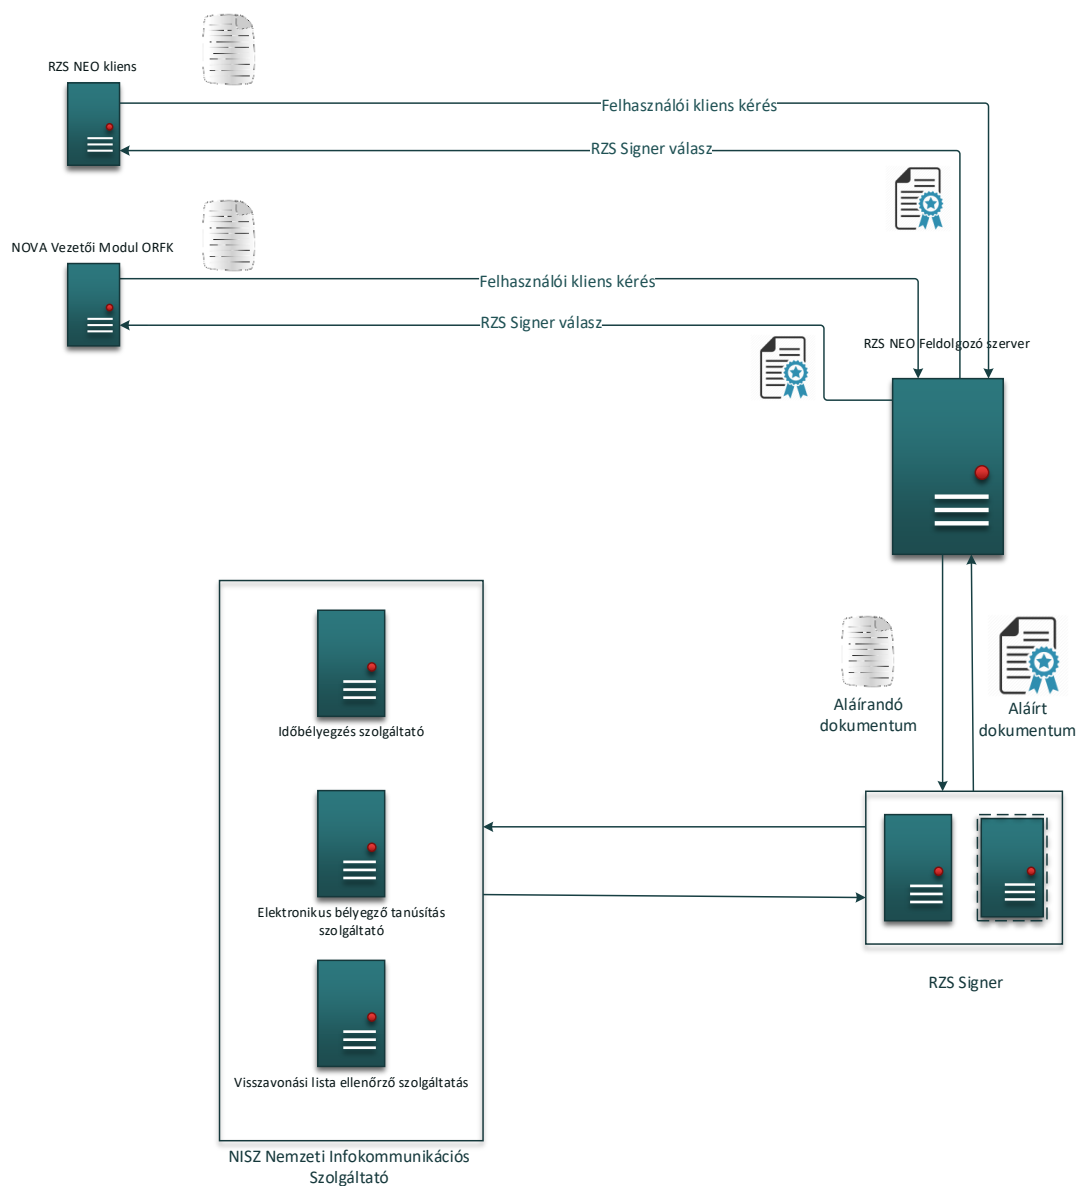 RZS NEO kliens
Felhasználói kliens kérés
RZS Signer válasz
NOVA Vezetői Modul ORFK
Felhasználói kliens kérés
RZS Signer válasz
RZS NEO Feldolgozó szerver
Aláírandó
dokumentum
Aláírt
dokumentum
Időbélyegzés szolgáltató
Elektronikus bélyegző tanúsítás
szolgáltató
RZS Signer
Visszavonási lista ellenőrző szolgáltatás
NISZ Nemzeti Infokommunikációs
Szolgáltató